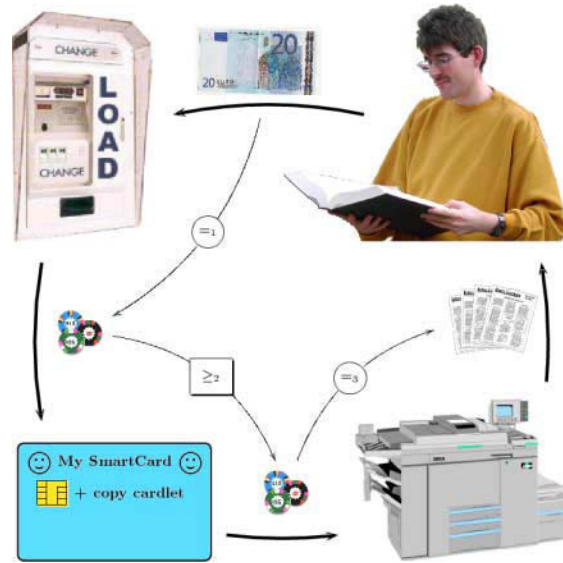 20
20 EURO
CHANGE
LOAD
CHANGE
=1
≥2
=3
My SmartCard
+ copy cardlet